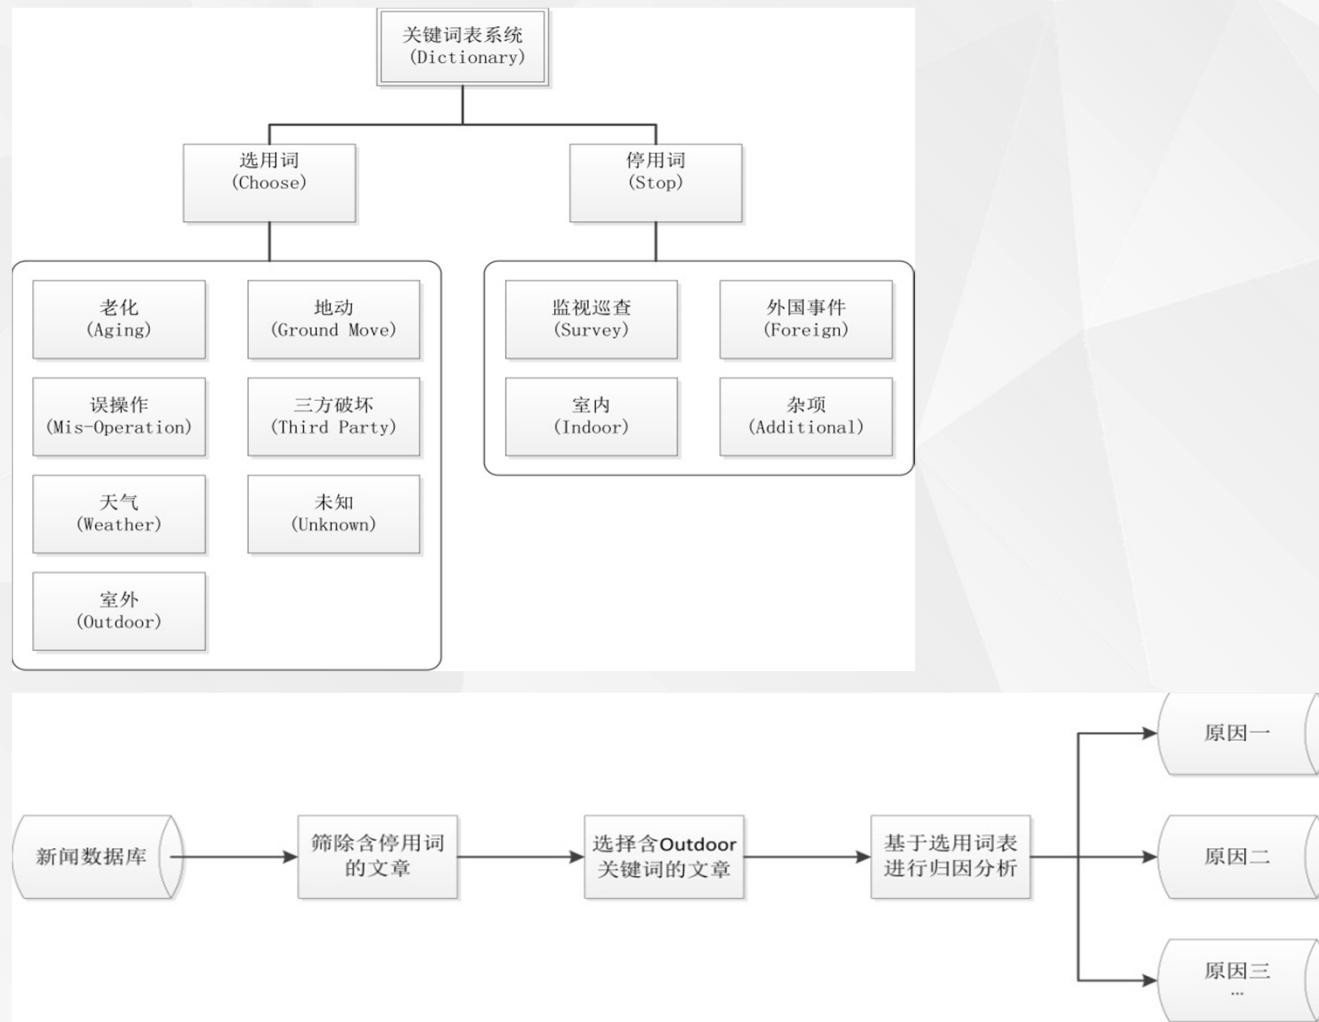 关键词表系统
(Dictionary)
选用词
(Choose)
停用词
(Stop)
老化
(Aging)
地动
(Ground Move)
监视巡查
(Survey)
外国事件
(Foreign)
误操作
(Mis-Operation)
三方破坏
(Third Party)
室内
(Indoor)
杂项
(Additional)
天气
(Weather)
未知
(Unknown)
室外
(Outdoor)
新闻数据库
筛除含停用词
的文章
选择含Outdoor
关键词的文章
基于选用词表
进行归因分析
原因一
原因二
原因三
...